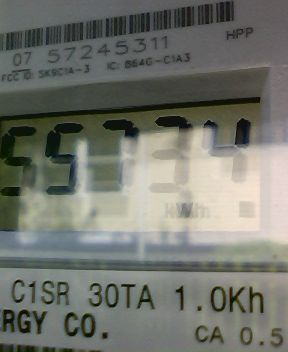 07 57245311 HPP
FCC ID: SK9C1A-3 IC: 864G-C1A3
55734
kWh
C1SR 30TA 1.0Kh
RGY CO. CA 0.5